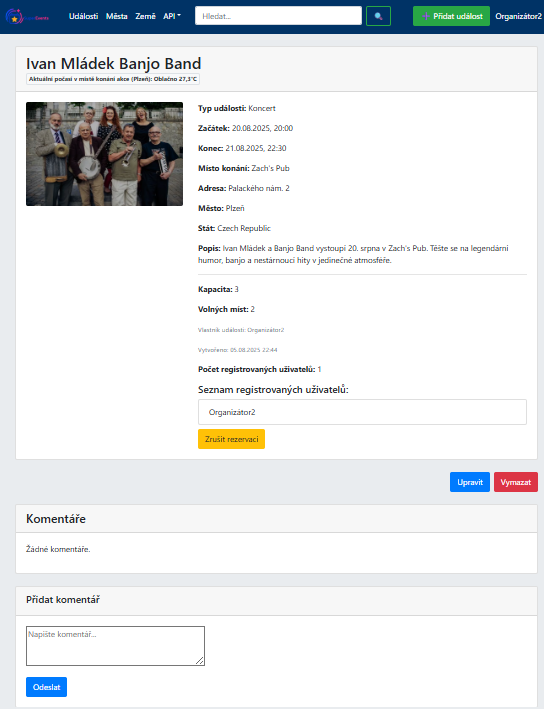 Události Města Země API Hledat... Přidat událost Organizátor2
Ivan Mládek Banjo Band
Aktuální počasí v místě konání akce (Plzeň): Oblačno 27,3°C
Typ události: Koncert
Začátek: 20.08.2025, 20:00
Konec: 21.08.2025, 22:30
Místo konání: Zach's Pub
Adresa: Palackého nám. 2
Město: Plzeň
Stát: Czech Republic
Popis: Ivan Mládek a Banjo Band vystoupí 20. srpna v Zach's Pub. Těšte se na legendární
humor, banjo a nestárnoucí hity v jedinečné atmosféře.
Kapacita: 3
Volných míst: 2
Vlastník události: Organizátor2
Vytvořeno: 05.08.2025 22:44
Počet registrovaných uživatelů: 1
Seznam registrovaných uživatelů:
Organizátor2
Zrušit rezervaci
Upravit Vymazat
Komentáře
Žádné komentáře.
Přidat komentář
Napište komentář...
Odeslat